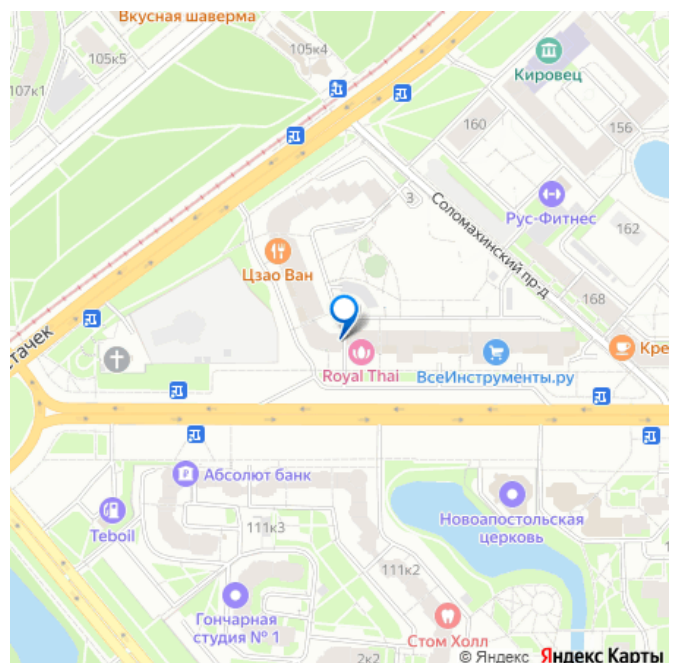 Вкусная шаверма
105к4
105к5
107к1
Кировец
160
156
3
Соломахинский пр-д
Рус-Фитнес
162
Цзао Ван
168
стачек
Кре
Royal Thai
ВсеИнструменты.ру
Абсолют банк
Teboil
111к3
Новоапостольская
церковь
111к2
1
Гончарная
студия № 1
Стом Холл
2к2
© Яндекс Яндекс Карты